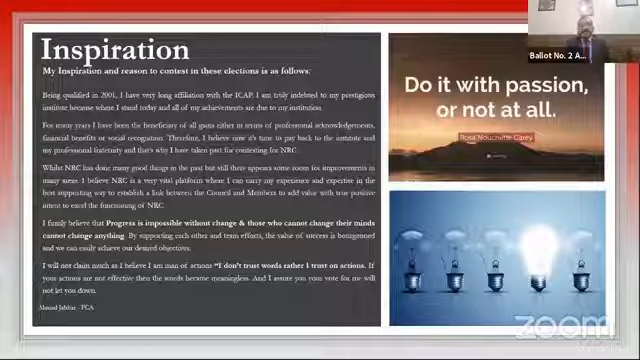 Inspiration
My Inspiration and reason to contest in these elections is as follows:
Being qualified in 2001, I have very long affiliation with the ICAP. I am truly indebted to my prestigious
institute because where I stand today and all of my achievements are due to my institution.
For many years I have been the beneficiary of all gains either in terms of professional acknowledgements,
financial benefits or social recognition. Therefore, I believe now it's time to pay back to the institute and
my professional fraternity and that's why I have taken part for contesting for NRC.
Whilst NRC has done many good things in the past but still there appears some room for improvements in
many areas. I believe NRC is a very vital platform where I can carry my experience and expertise in the
best supporting way to establish a link between the Council and Members to add value with true positive
intent to excel the functioning of NRC.
I firmly believe that Progress is impossible without change & those who cannot change their minds
cannot change anything. By supporting each other and team efforts, the value of success is bourgeoned
and we can easily achieve our desired objectives.
I will not claim much as I believe I am man of actions "I don't trust words rather I trust on actions. If
your actions are not effective then the words became meaningless. And I assure you your vote for me will
not let you down.
- FCA
Do it with passion,
or not at all.
Rosa Nouchette Carey
Ballot No. 2 A...
zoom